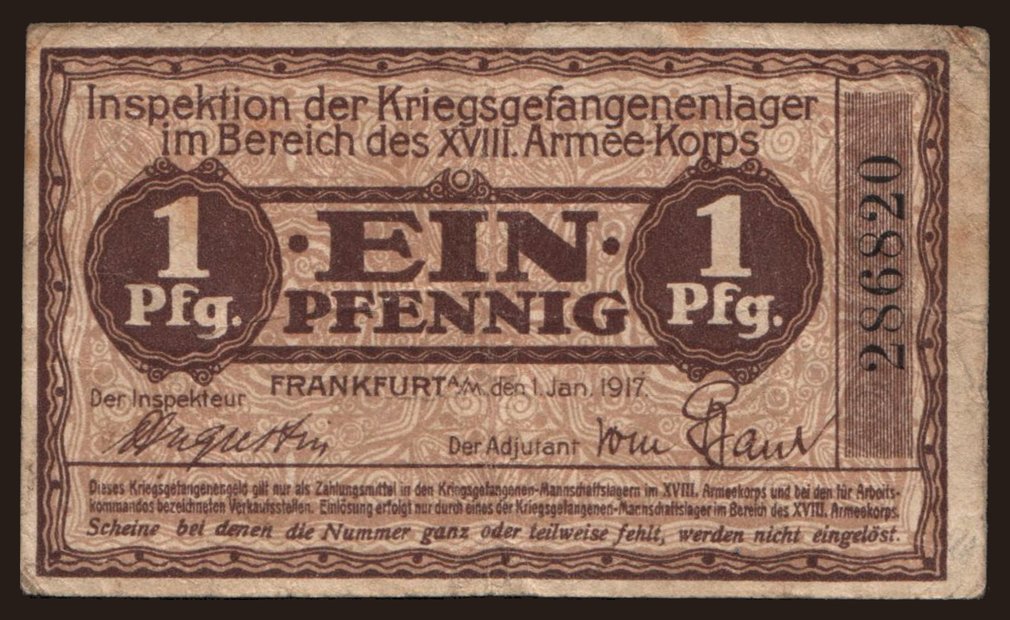 Inspektion der Kriegsgefangenenlager
im Bereich des XVIII. Armee-Korps
1 Pfg.
· EIN ·
PFENNIG
1 Pfg.
286820
FRANKFURT A/M. den 1. Jan. 1917.
Der Inspekteur
Augustin
Der Adjutant vom
Dieses Kriegsgefangenengeld gilt nur als Zahlungsmittel in den Kriegsgefangenen-Mannschaftslagern im XVIII. Armeekorps und bei den für Arbeits-
kommandos bezeichneten Verkaufsstellen. Einlösung erfolgt nur durch eines der Kriegsgefangenen-Mannschaftslager im Bereich des XVIII. Armeekorps.
Scheine bei denen die Nummer ganz oder teilweise fehlt, werden nicht eingelöst.